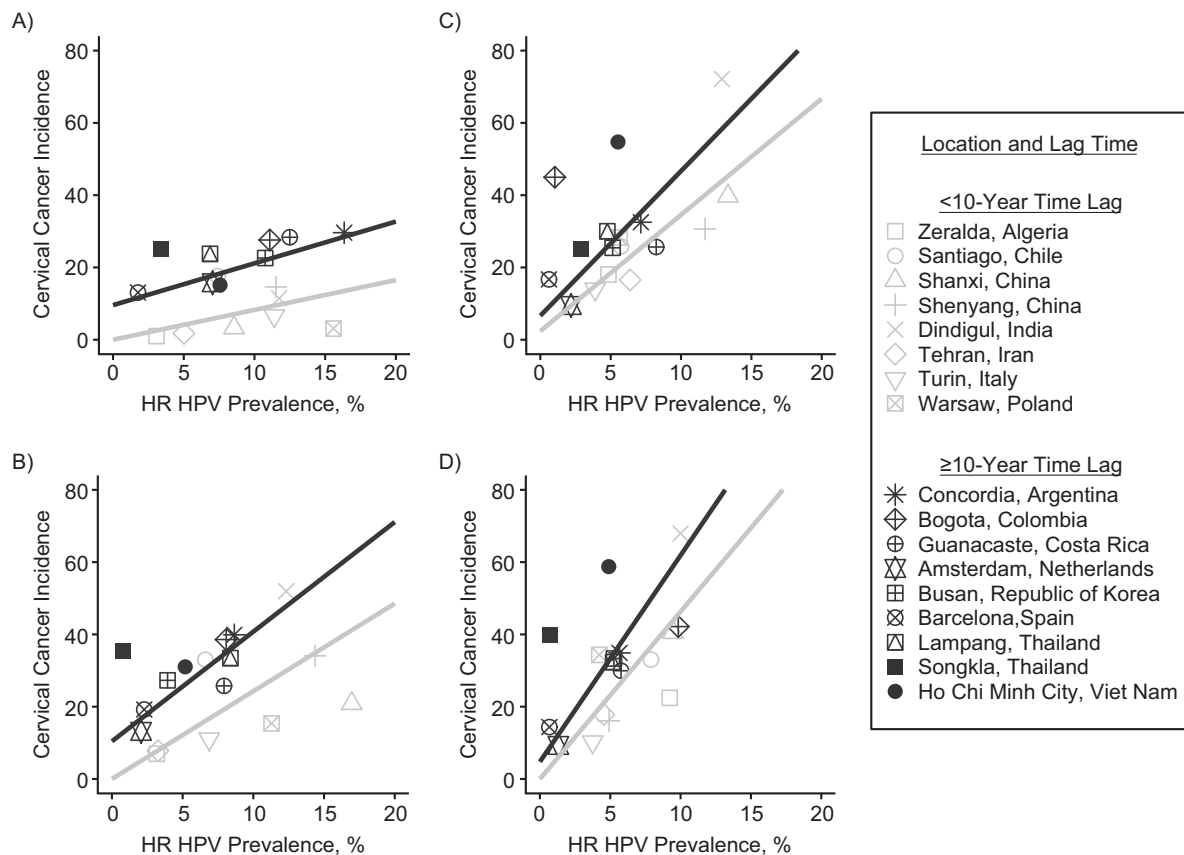 A)
80
60
40
20
0
0 5 10 15 20
Cervical Cancer Incidence
HR HPV Prevalence, %
C)
80
60
40
20
0
0 5 10 15 20
Cervical Cancer Incidence
HR HPV Prevalence, %
B)
80
60
40
20
0
0 5 10 15 20
Cervical Cancer Incidence
HR HPV Prevalence, %
D)
80
60
40
20
0
0 5 10 15 20
Cervical Cancer Incidence
HR HPV Prevalence, %
Location and Lag Time
<10-Year Time Lag
Zeralda, Algeria
Santiago, Chile
Shanxi, China
Shenyang, China
Dindigul, India
Tehran, Iran
Turin, Italy
Warsaw, Poland
≥10-Year Time Lag
Concordia, Argentina
Bogota, Colombia
Guanacaste, Costa Rica
Amsterdam, Netherlands
Busan, Republic of Korea
Barcelona,Spain
Lampang, Thailand
Songkla, Thailand
Ho Chi Minh City, Viet Nam